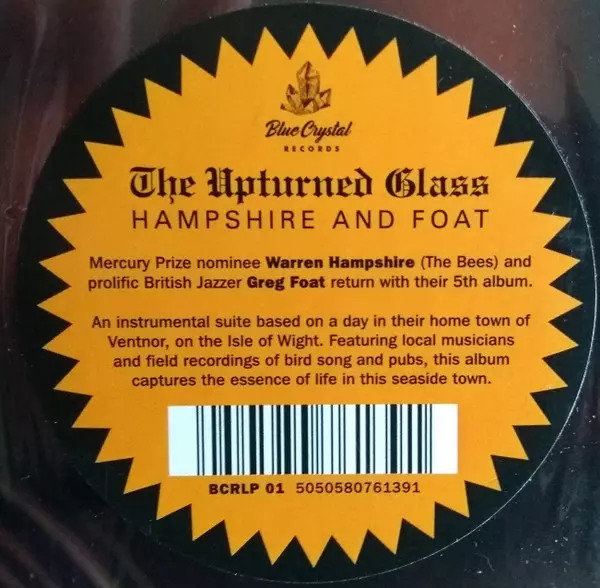 Blue Crystal
RECORDS
The Upturned Glass
HAMPSHIRE AND FOAT
Mercury Prize nominee Warren Hampshire (The Bees) and
prolific British Jazzer Greg Foat return with their 5th album.
An instrumental suite based on a day in their home town of
Ventnor, on the Isle of Wight. Featuring local musicians
and field recordings of bird song and pubs, this album
captures the essence of life in this seaside town.
BCRLP 01 5050580761391